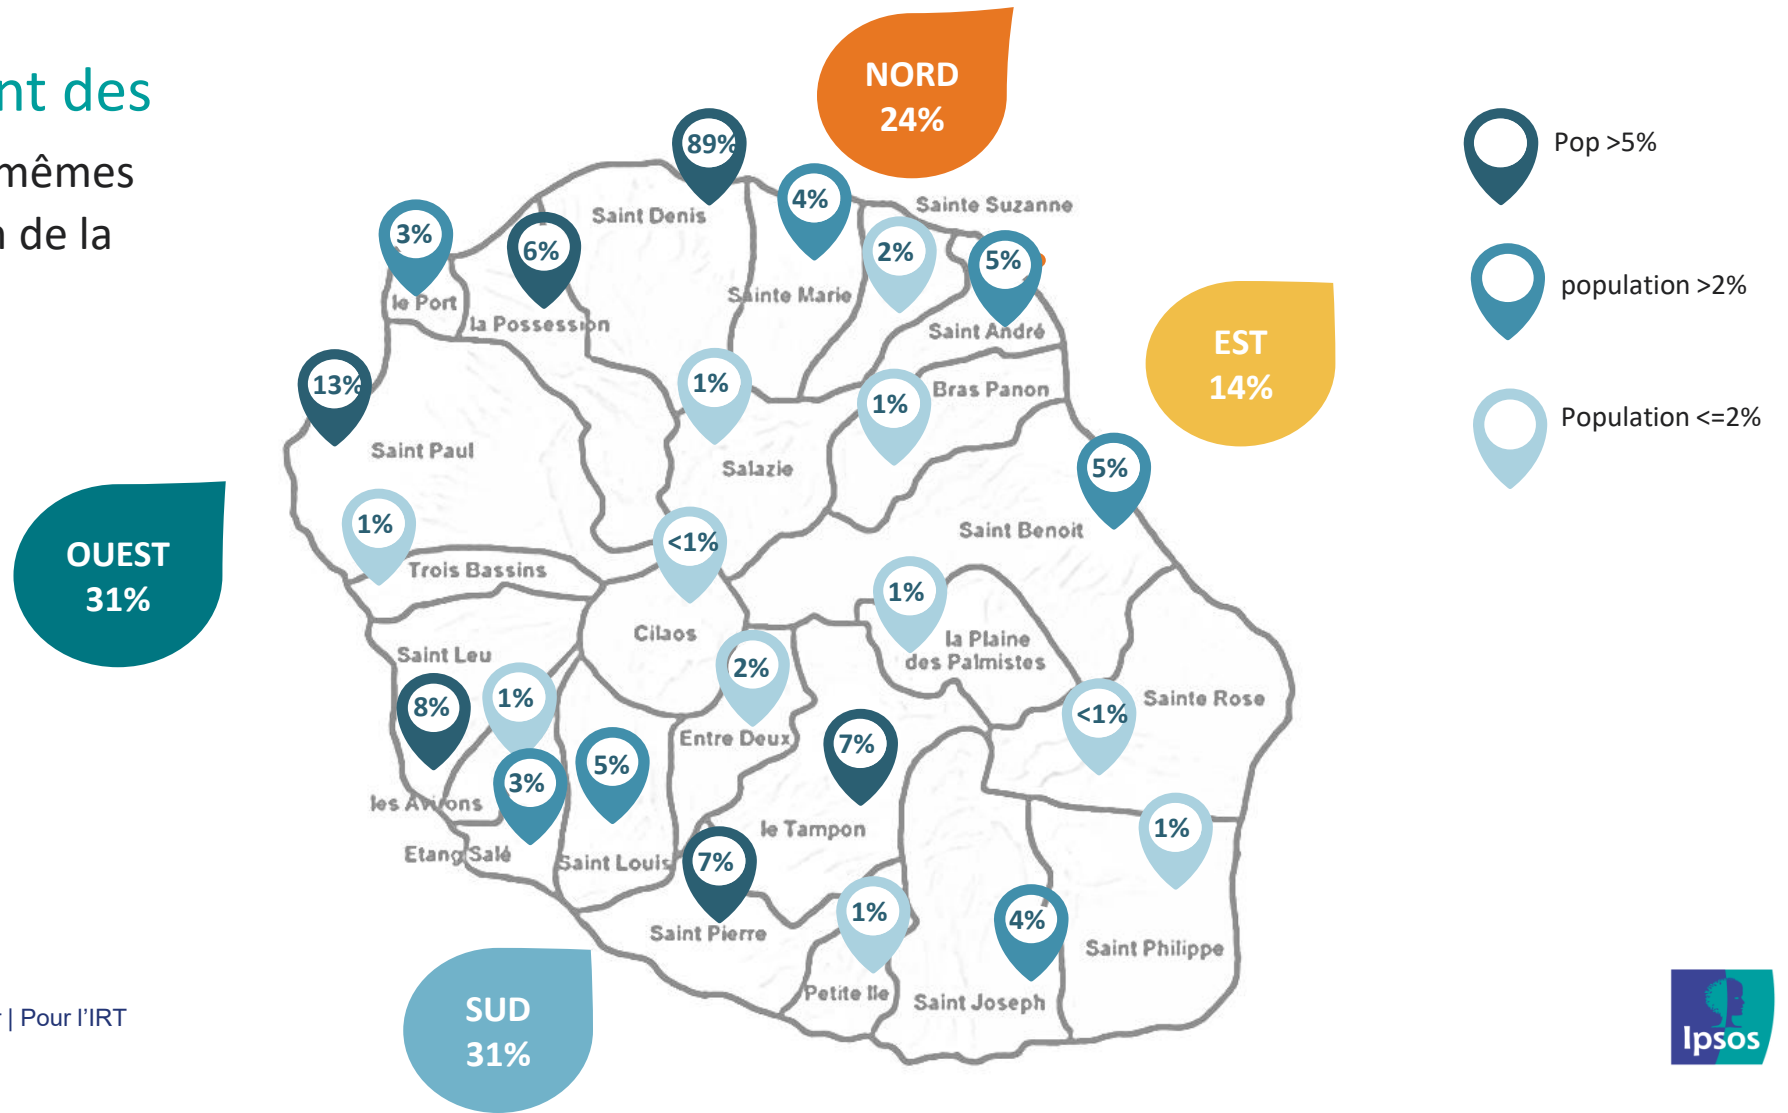 nt des
mêmes
n de la
NORD
24%
89%
4%
Sainte Suzanne
Saint Denis
3%
6%
2%
5%
Sainte Marie
le Port
la Possession
Saint André
13%
1%
1%
Bras Panon
Saint Paul
Salazie
5%
1%
<1%
Saint Benoit
Trois Bassins
1%
Cilaos
la Plaine
des Palmistes
Saint Leu
2%
8%
1%
Sainte Rose
<1%
Entre Deux
7%
5%
3%
les Avirons
le Tampon
1%
Etang Salé
Saint Louis
7%
1%
4%
Saint Pierre
Saint Philippe
Petite Ile
Saint Joseph
EST
14%
OUEST
31%
SUD
31%
Pop >5%
population >2%
Population <=2%
| Pour l'IRT
Ipsos